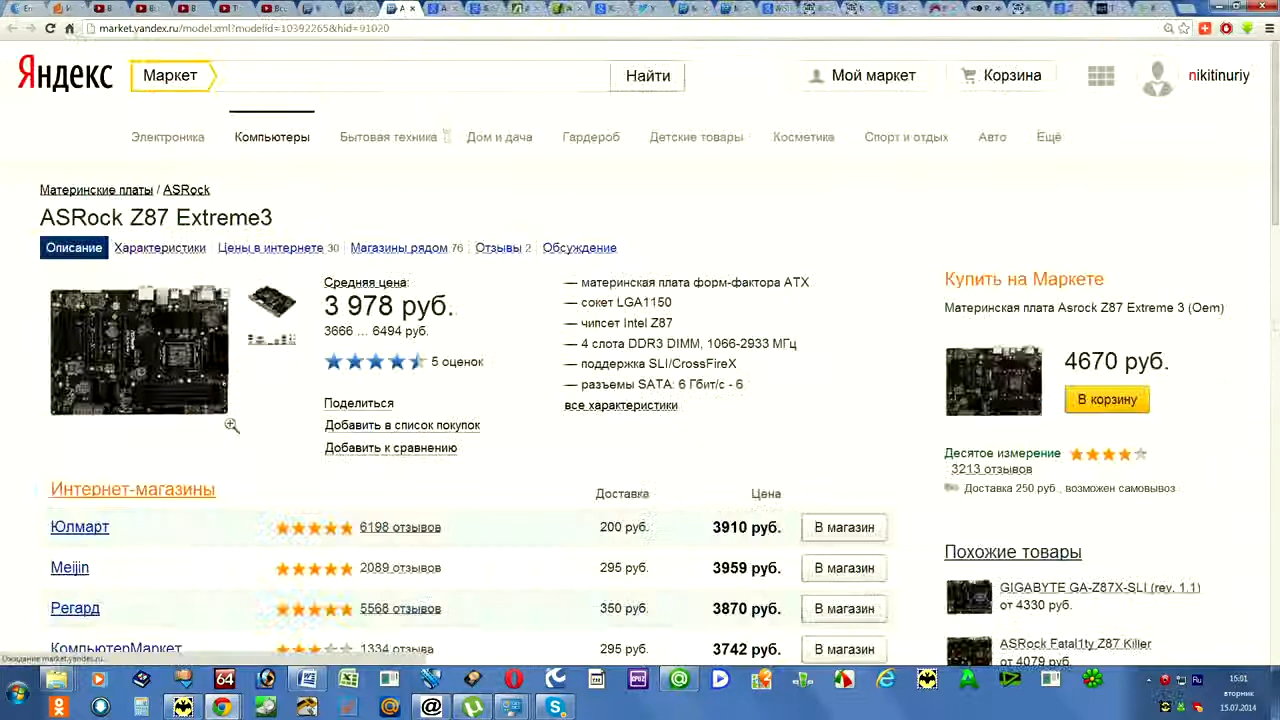 market.yandex.ru/model.xml?modelid=10392265&hid=91020
Яндекс
Маркет
Найти
Мой маркет
Корзина
nikitinuriy
Электроника
Компьютеры
Бытовая техника
Дом и дача
Гардероб
Детские товары
Косметика
Спорт и отдых
Авто
Ещё
Материнские платы / ASRock
ASRock Z87 Extreme3
Описание
Характеристики
Цены в интернете 30
Магазины рядом 76
Отзывы 2
Обсуждение
Средняя цена:
3 978 руб.
3666 ... 6494 руб.
5 оценок
Поделиться
Добавить в список покупок
Добавить к сравнению
— материнская плата форм-фактора ATX
— сокет LGA1150
— чипсет Intel Z87
— 4 слота DDR3 DIMM, 1066-2933 МГц
— поддержка SLI/CrossFireX
— разъемы SATA: 6 Гбит/с - 6
все характеристики
Купить на Маркете
Материнская плата Asrock Z87 Extreme 3 (Oem)
4670 руб.
В корзину
Десятое измерение
3213 отзывов
Доставка 250 руб., возможен самовывоз
Интернет-магазины
Доставка
Цена
Юлмарт
6198 отзывов
200 руб.
3910 руб.
В магазин
Meijin
2089 отзывов
295 руб.
3959 руб.
В магазин
Регард
5568 отзывов
350 руб.
3870 руб.
В магазин
КомпьютерМаркет
1334 отзыва
295 руб.
3742 руб.
В магазин
Похожие товары
GIGABYTE GA-Z87X-SLI (rev. 1.1)
от 4330 руб.
ASRock Fatal1ty Z87 Killer
от 4079 руб.
Ожидание market.yandex.ru...
64
Ru
15:01
вторник
15.07.2014